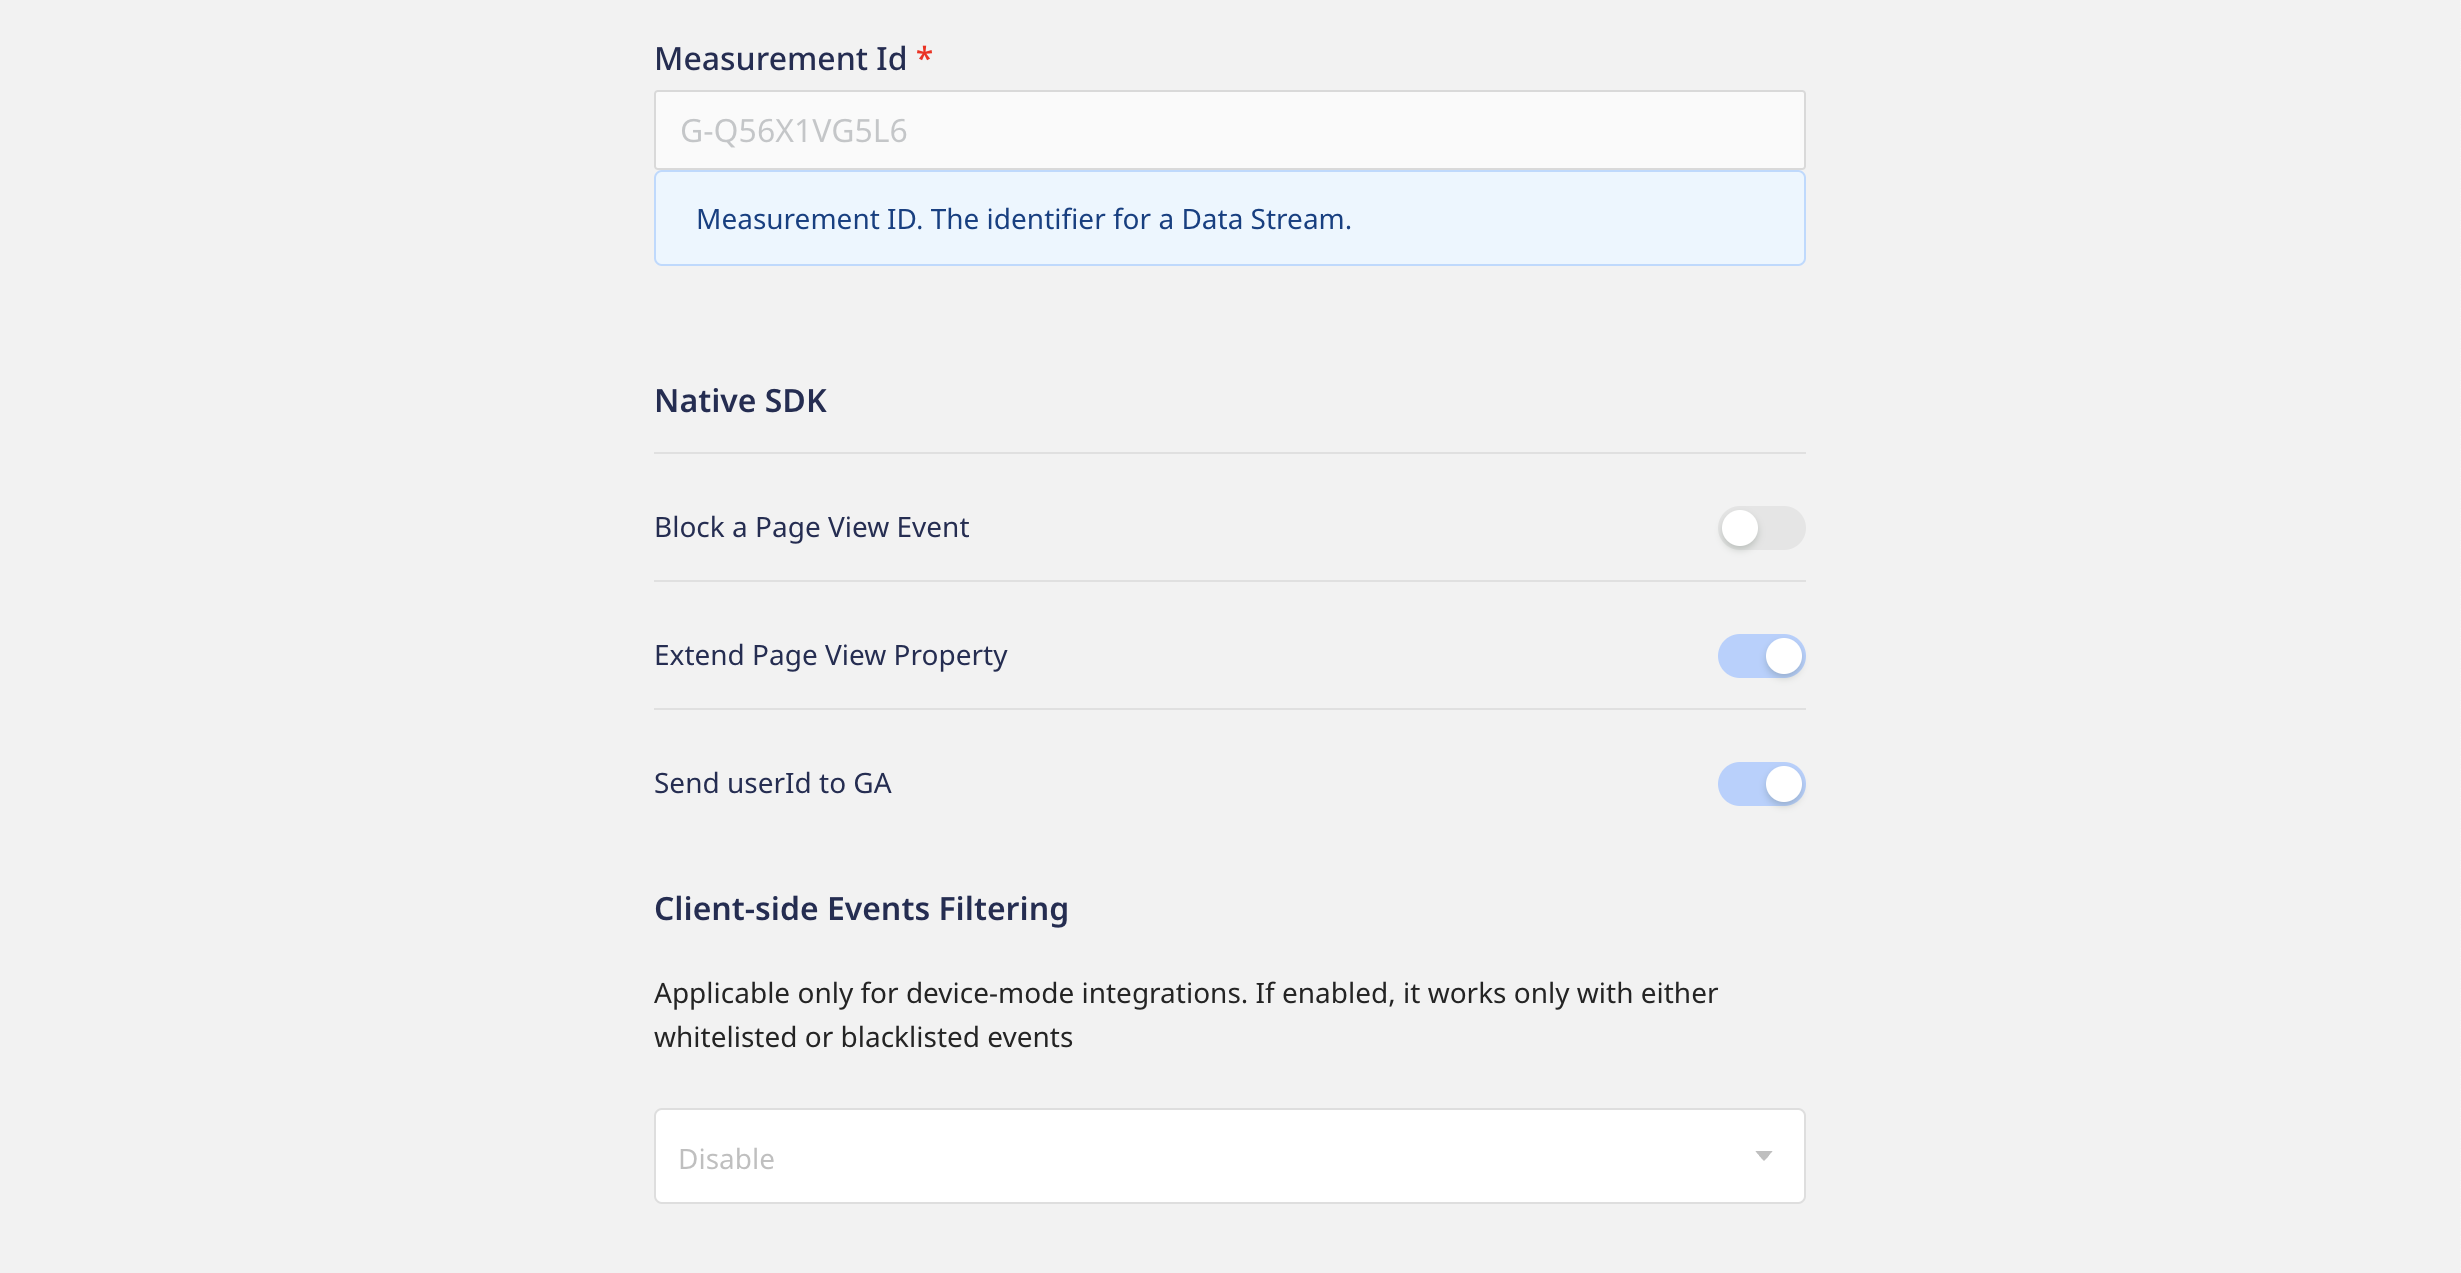 Measurement Id *
G-Q56X1VG5L6
Measurement ID. The identifier for a Data Stream.
Native SDK
Block a Page View Event
Extend Page View Property
Send userId to GA
Client-side Events Filtering
Applicable only for device-mode integrations. If enabled, it works only with either
whitelisted or blacklisted events
Disable